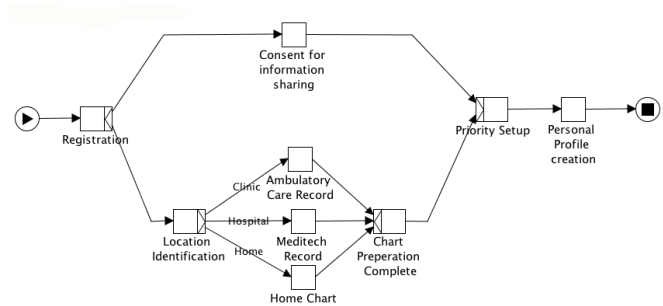 Consent for
information
sharing
Registration
Priority Setup
Personal
Profile
creation
Clinic
Ambulatory
Care Record
Hospital
Location
Identification
Meditech
Record
Chart
Preperation
Complete
Home
Home Chart